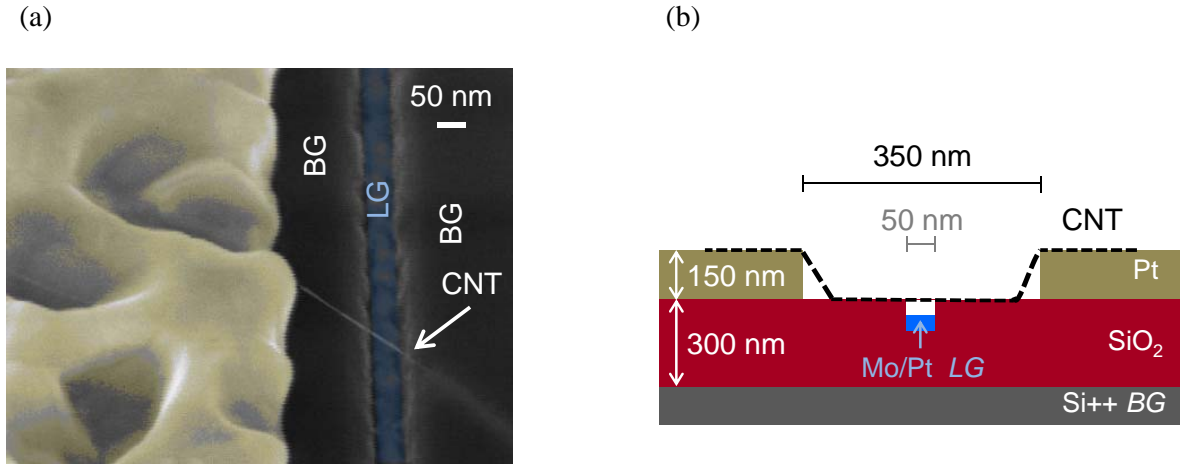 (a)
(b)
50 nm
BG
LG
BG
CNT
350 nm
50 nm
CNT
150 nm
Pt
300 nm
SiO₂
Mo/Pt LG
Si++ BG